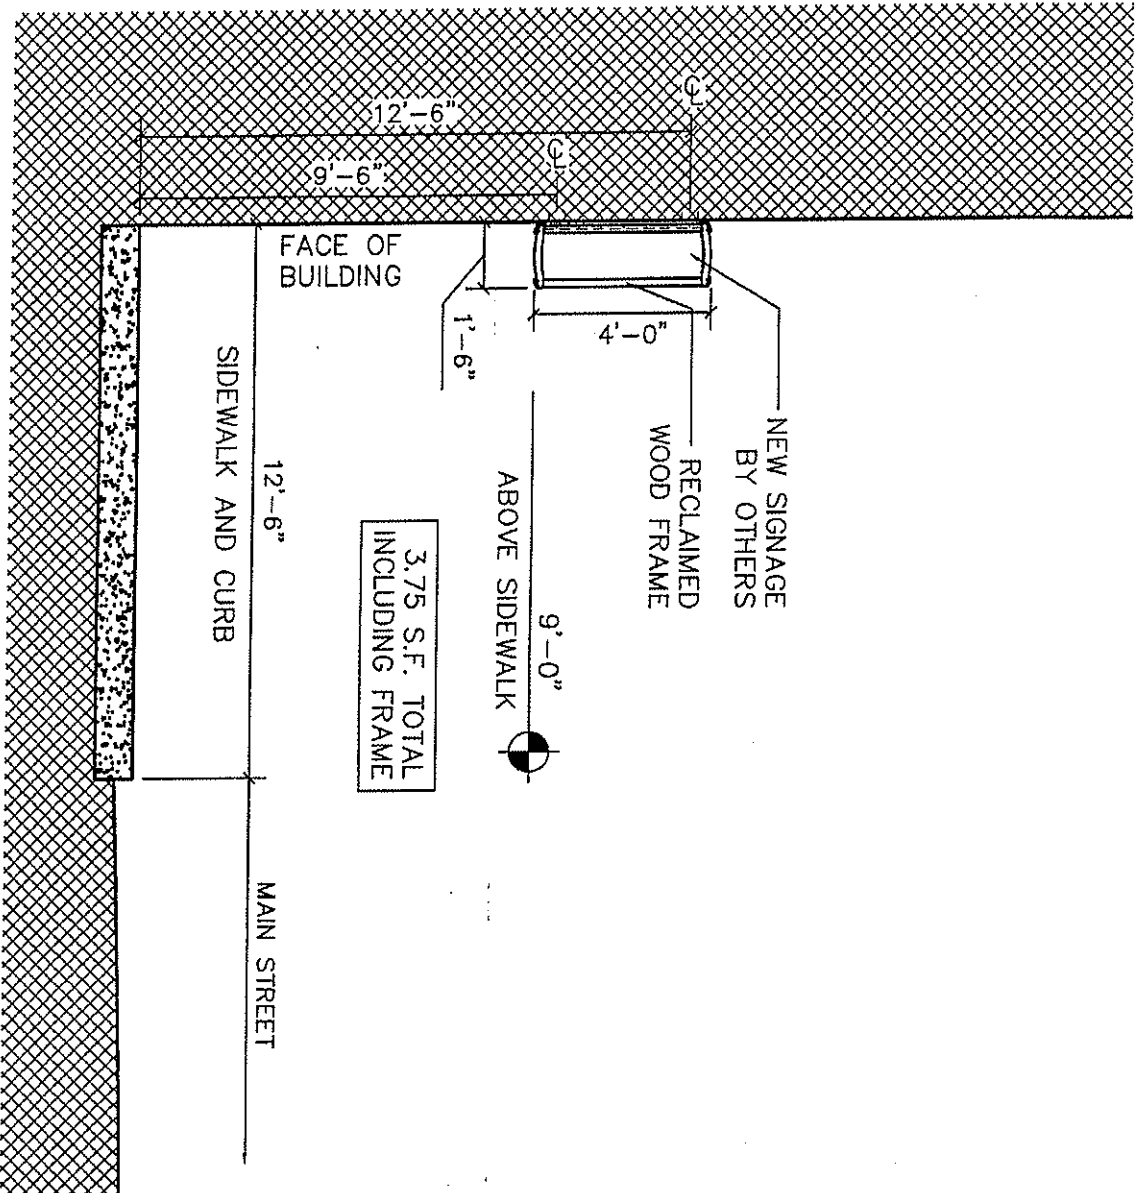 ℄
12'-6"
℄
9'-6"
FACE OF
BUILDING
1'-6"
4'-0"
NEW SIGNAGE
BY OTHERS
RECLAIMED
WOOD FRAME
9'-0"
ABOVE SIDEWALK
3.75 S.F. TOTAL
INCLUDING FRAME
12'-6"
SIDEWALK AND CURB
MAIN STREET